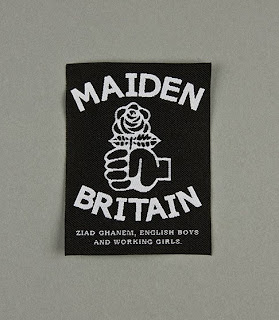 MAIDEN
BRITAIN
ZIAD GHANEM, ENGLISH BOYS
AND WORKING GIRLS.